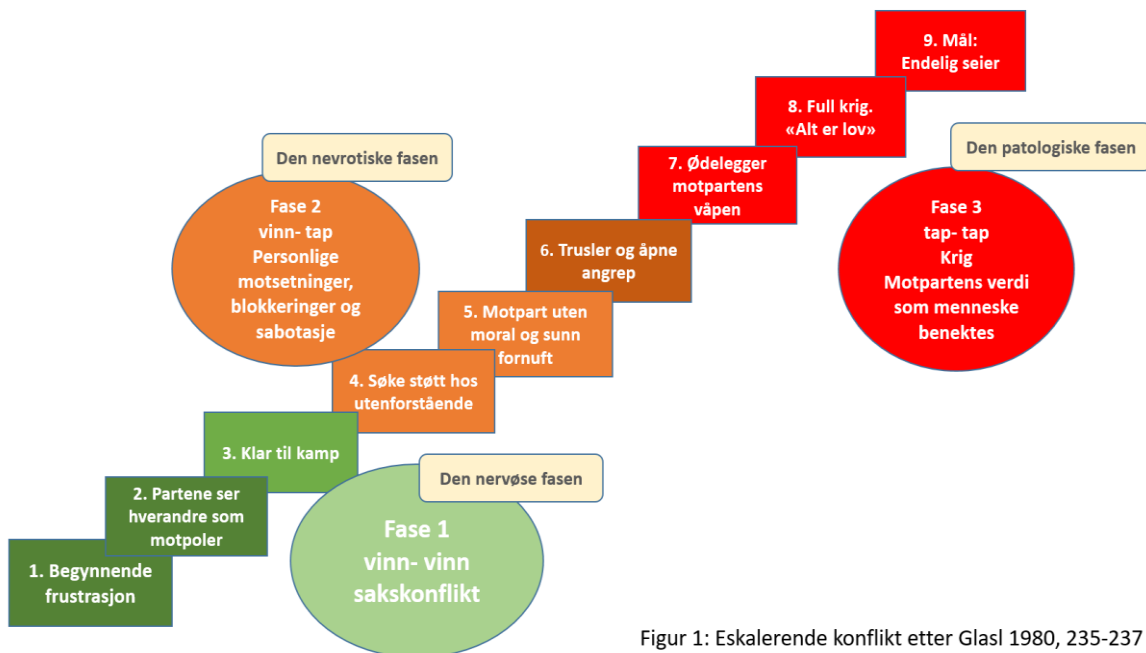 9. Mål:
Endelig seier
8. Full krig.
«Alt er lov»
Den nevrotiske fasen
Den patologiske fasen
7. Ødelegger
motpartens
våpen
Fase 2
vinn- tap
Personlige
motsetninger,
blokkeringer og
sabotasje
Fase 3
tap- tap
Krig
Motpartens verdi
som menneske
benektes
6. Trusler og åpne
angrep
5. Motpart uten
moral og sunn
fornuft
4. Søke støtt hos
utenforstående
3. Klar til kamp
Den nervøse fasen
2. Partene ser
hverandre som
motpoler
Fase 1
vinn- vinn
sakskonflikt
1. Begynnende
frustrasjon
Figur 1: Eskalerende konflikt etter Glasl 1980, 235-237